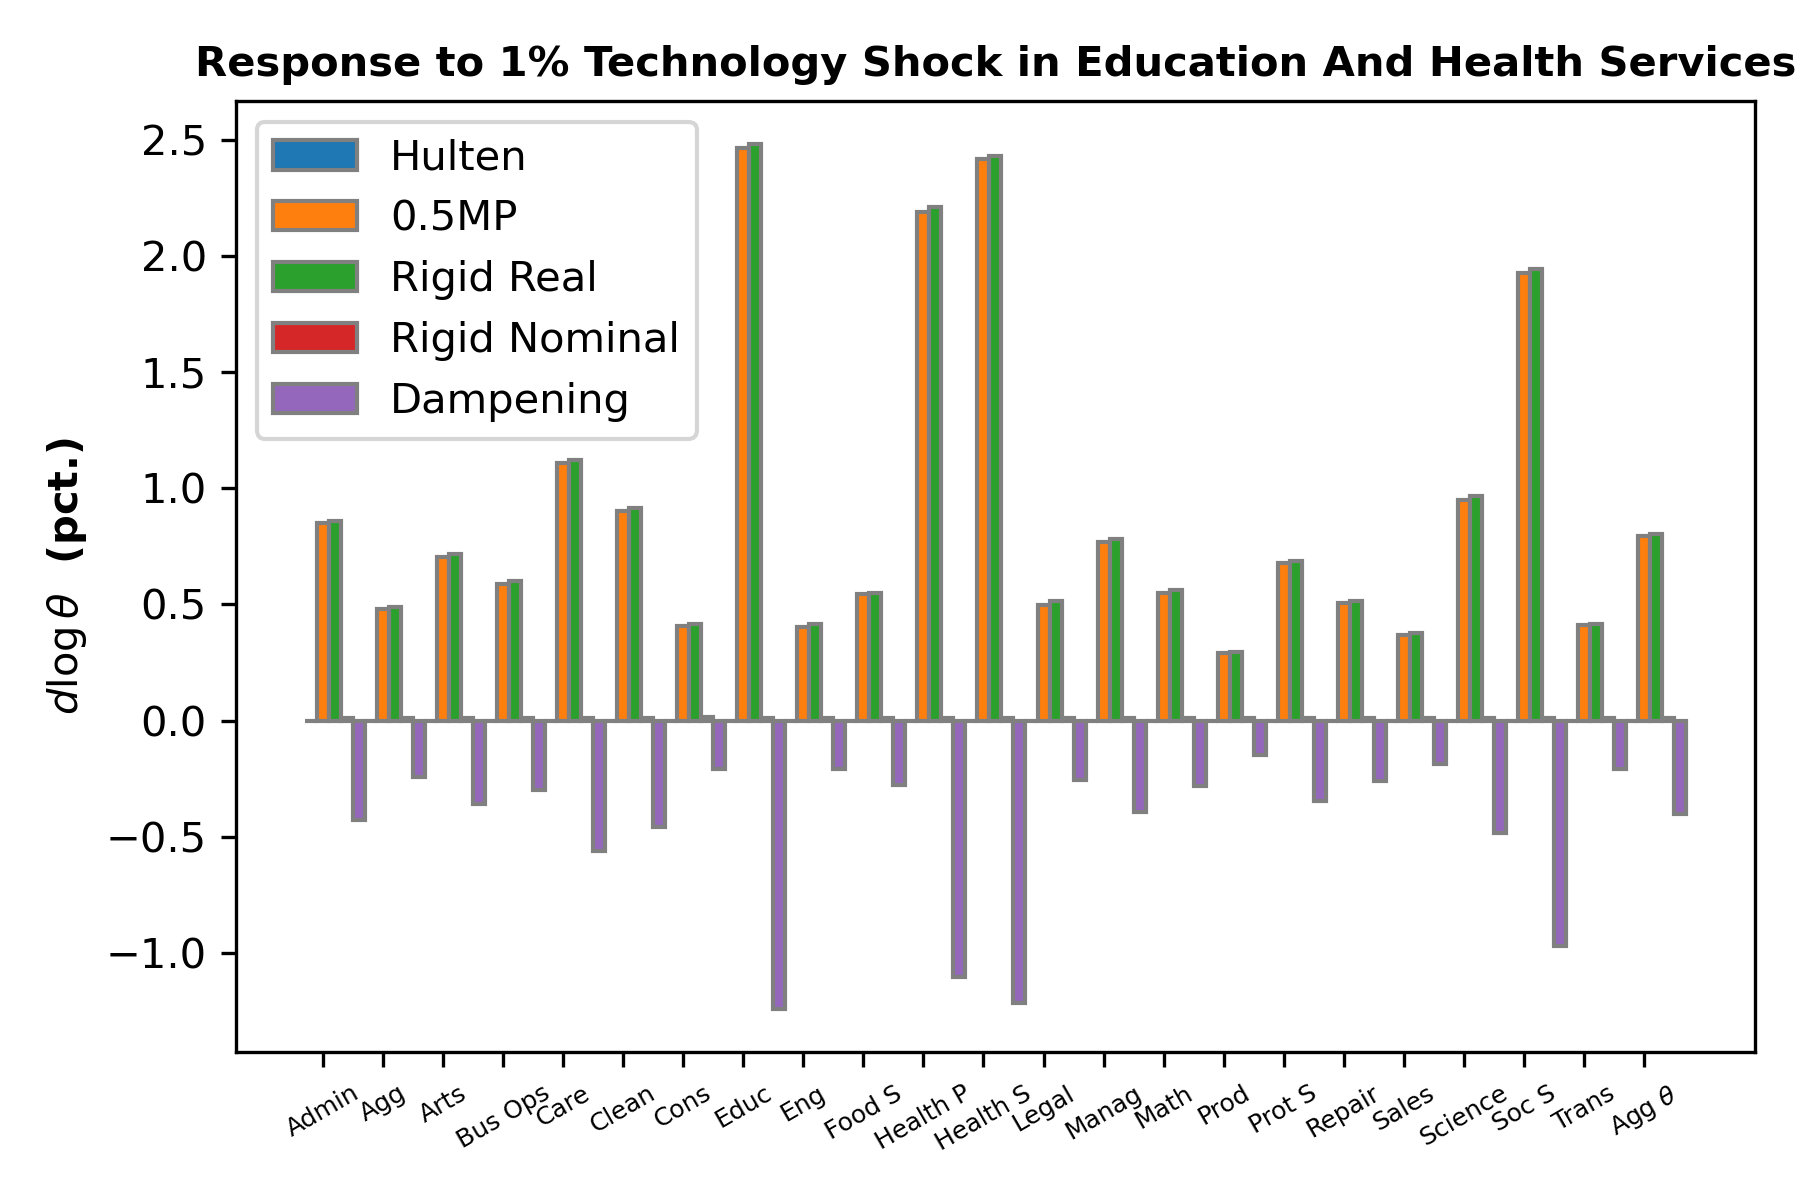 Response to 1% Technology Shock in Education And Health Services
Hulten
0.5MP
Rigid Real
Rigid Nominal
Dampening
2.5
2.0
1.5
1.0
0.5
0.0
−0.5
−1.0
dlog θ (pct.)
Admin
Agg
Arts
Bus Ops
Care
Clean
Cons
Educ
Eng
Food S
Health P
Health S
Legal
Manag
Math
Prod
Prot S
Repair
Sales
Science
Soc S
Trans
Agg θ